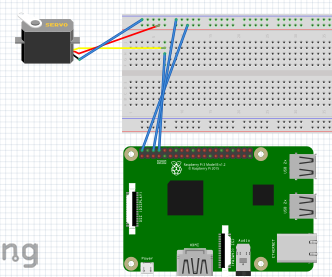 SERVO
Raspberry Pi 3 Model B v1.2
© Raspberry Pi 2015
USB 2x
USB 2x
ETHERNET
Power
HDMI
Audio
ng